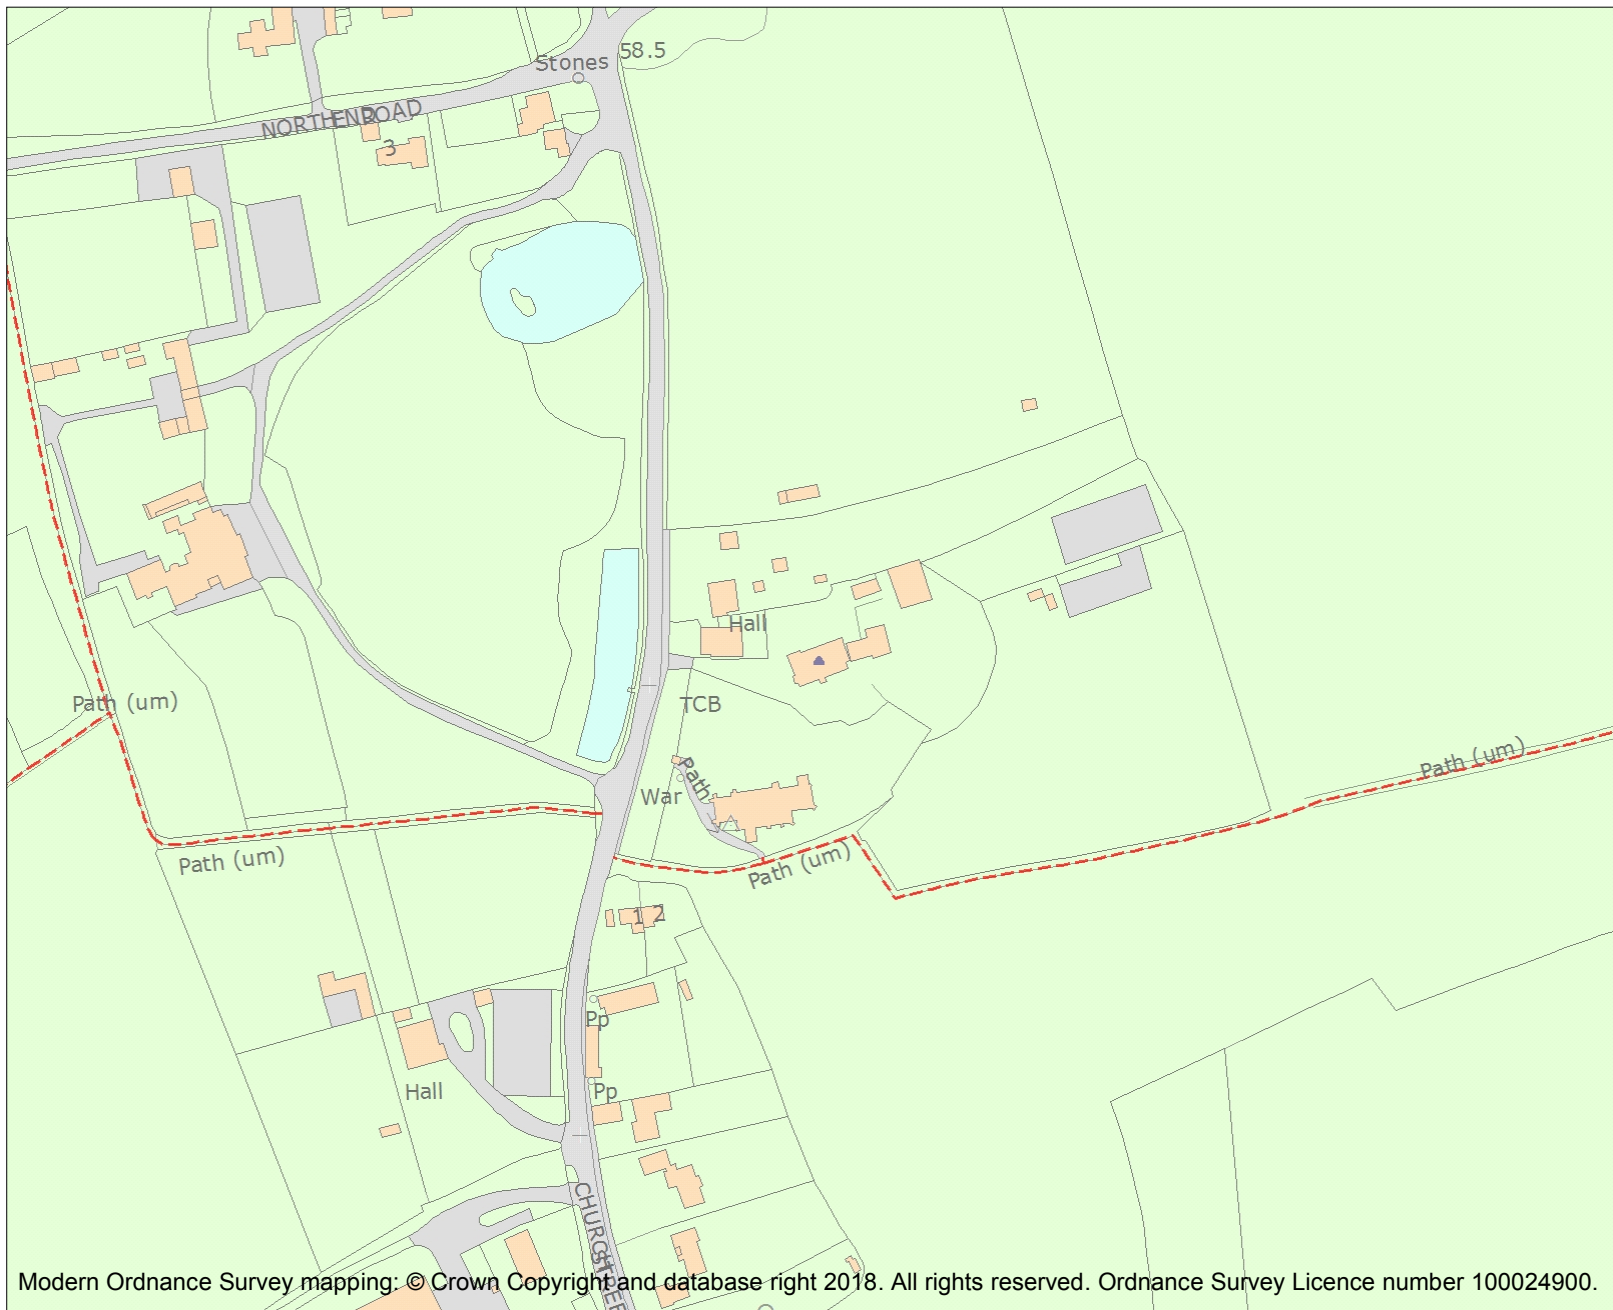 58.5
Stones
NORTHEND ROAD
3
Hall
Path (um)
TCB
Path (um)
Path
War
Path (um)
Path (um)
1 2
Pp
Hall
Pp
CHURCH STREE
Modern Ordnance Survey mapping: © Crown Copyright and database right 2018. All rights reserved. Ordnance Survey Licence number 100024900.